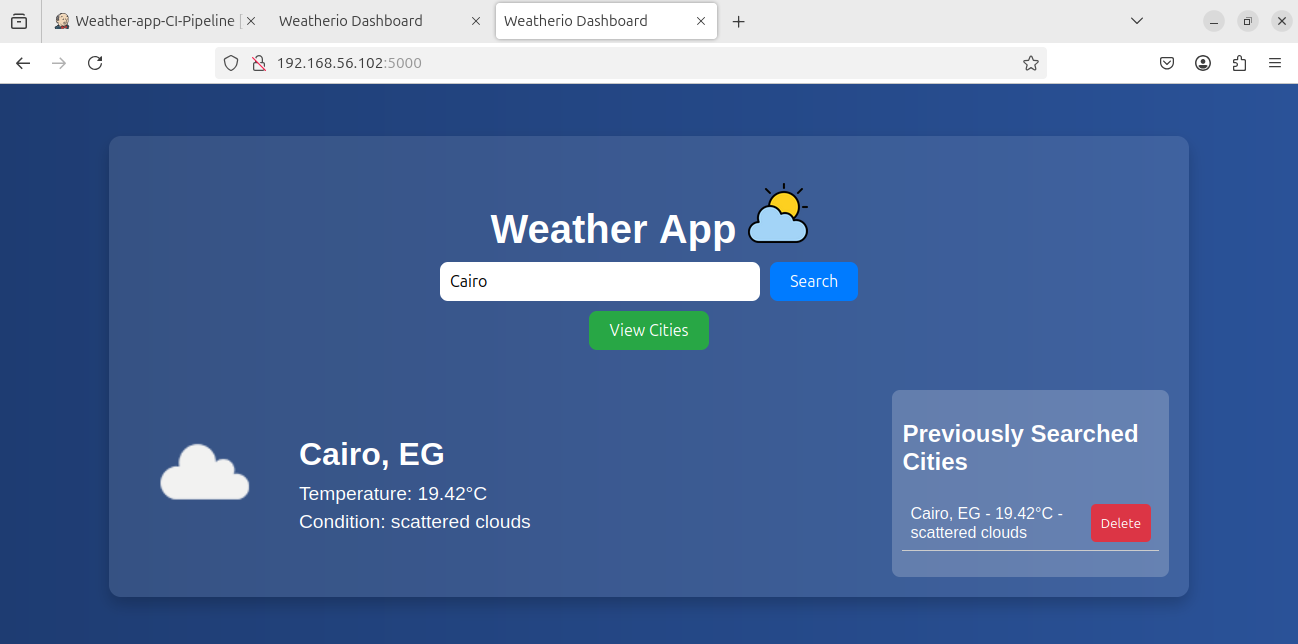 Weather-app-CI-Pipeline [
Weatherio Dashboard
Weatherio Dashboard
192.168.56.102:5000
Weather App
Cairo
Search
View Cities
Cairo, EG
Temperature: 19.42°C
Condition: scattered clouds
Previously Searched
Cities
Cairo, EG - 19.42°C -
scattered clouds
Delete